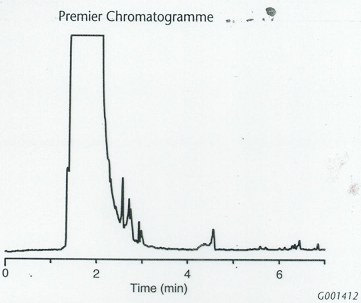 Premier Chromatogramme
0 2 4 6
Time (min)
G001412